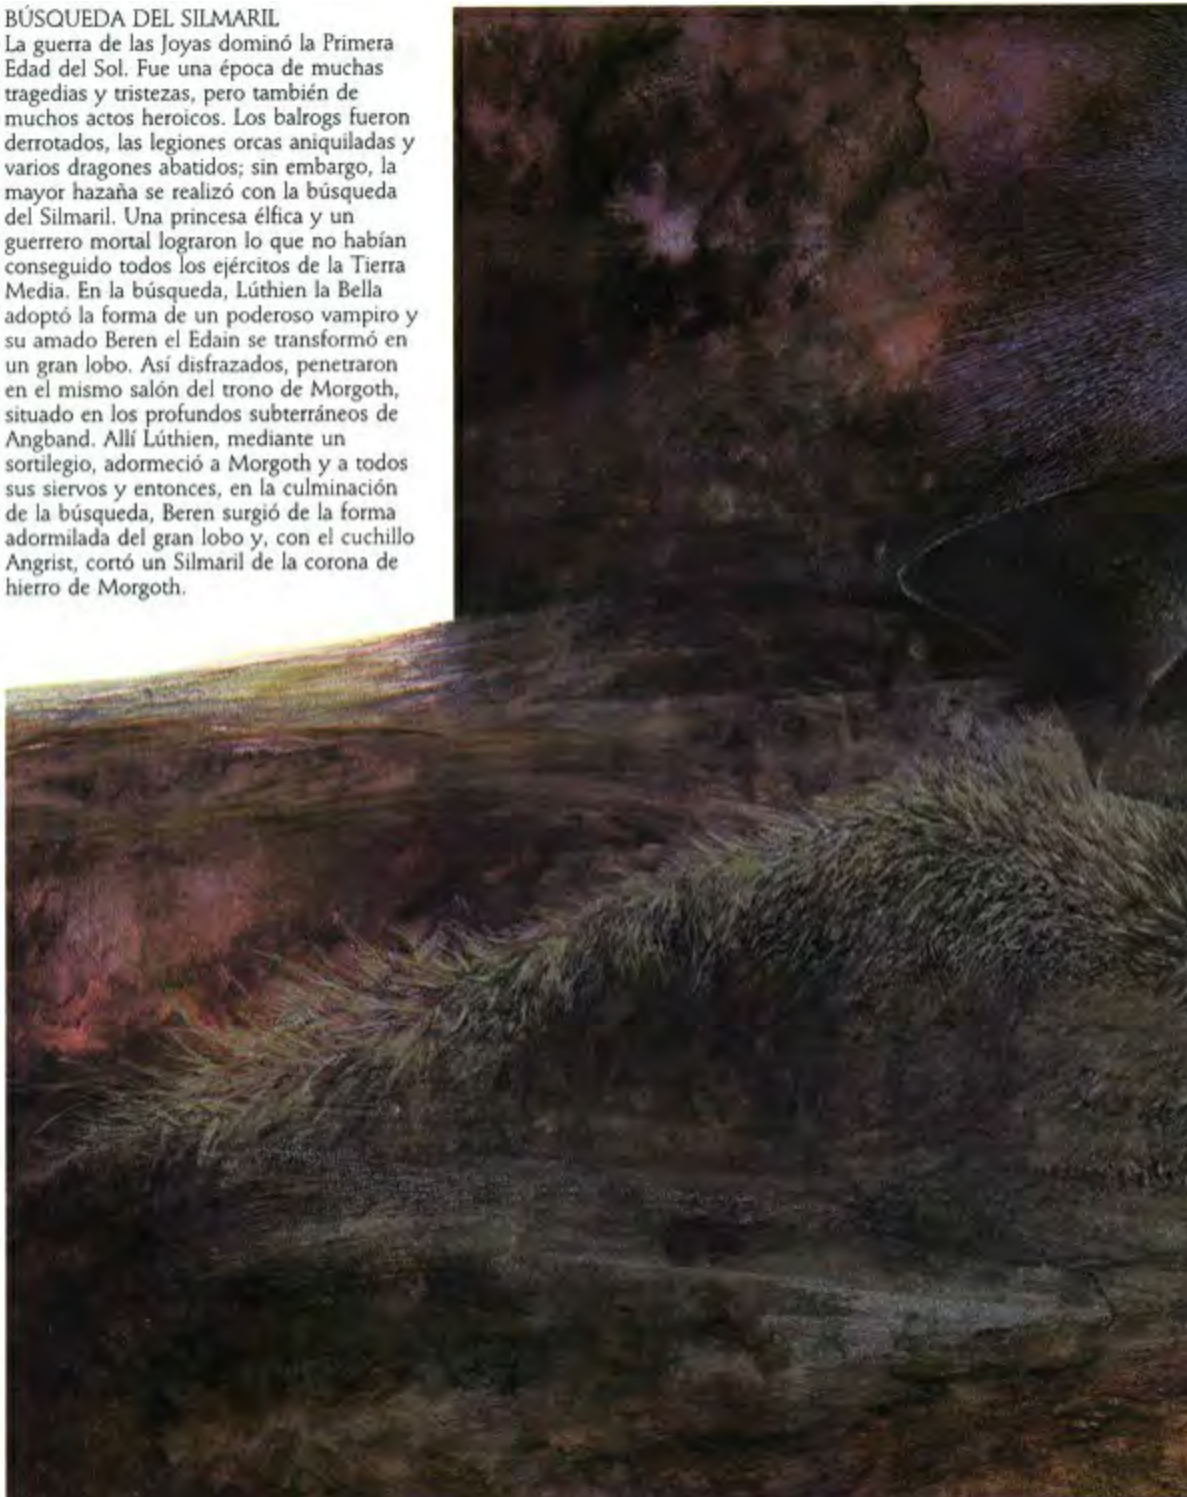 BÚSQUEDA DEL SILMARIL
La guerra de las Joyas dominó la Primera
Edad del Sol. Fue una época de muchas
tragedias y tristezas, pero también de
muchos actos heroicos. Los balrogs fueron
derrotados, las legiones orcas aniquiladas y
varios dragones abatidos; sin embargo, la
mayor hazaña se realizó con la búsqueda
del Silmaril. Una princesa élfica y un
guerrero mortal lograron lo que no habían
conseguido todos los ejércitos de la Tierra
Media. En la búsqueda, Lúthien la Bella
adoptó la forma de un poderoso vampiro y
su amado Beren el Edain se transformó en
un gran lobo. Así disfrazados, penetraron
en el mismo salón del trono de Morgoth,
situado en los profundos subterráneos de
Angband. Allí Lúthien, mediante un
sortilegio, adormeció a Morgoth y a todos
sus siervos y entonces, en la culminación
de la búsqueda, Beren surgió de la forma
adormilada del gran lobo y, con el cuchillo
Angrist, cortó un Silmaril de la corona de
hierro de Morgoth.